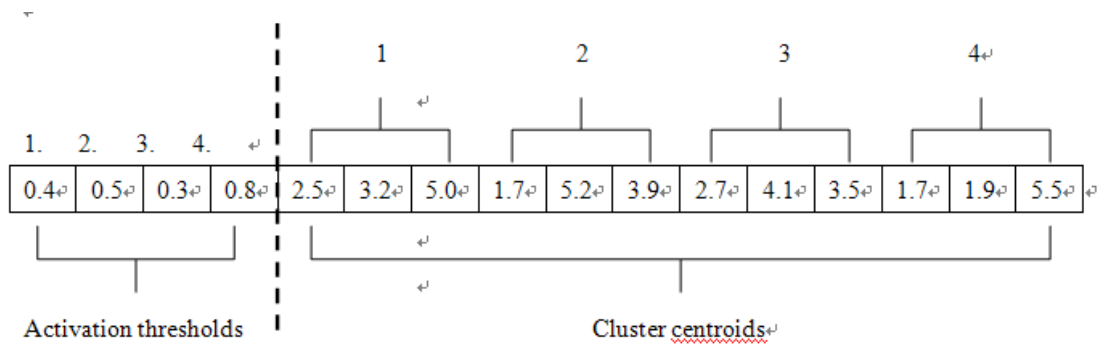 1 2 3 4
1. 2. 3. 4.
0.4 0.5 0.3 0.8 2.5 3.2 5.0 1.7 5.2 3.9 2.7 4.1 3.5 1.7 1.9 5.5
Activation thresholds Cluster centroids